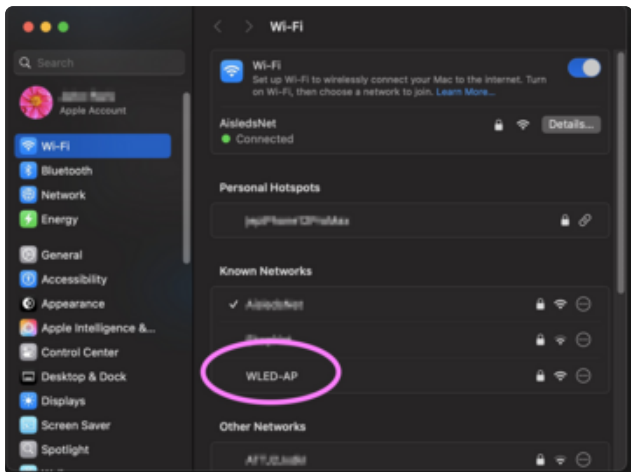 Wi-Fi
Search
Apple Account
Wi-Fi
Bluetooth
Network
Energy
General
Accessibility
Appearance
Apple Intelligence &...
Control Center
Desktop & Dock
Displays
Screen Saver
Spotlight
Wi-Fi
Set up Wi-Fi to wirelessly connect your Mac to the internet. Turn
on Wi-Fi, then choose a network to join. Learn More...
AisledsNet
Details...
Connected
Personal Hotspots
Known Networks
WLED-AP
Other Networks